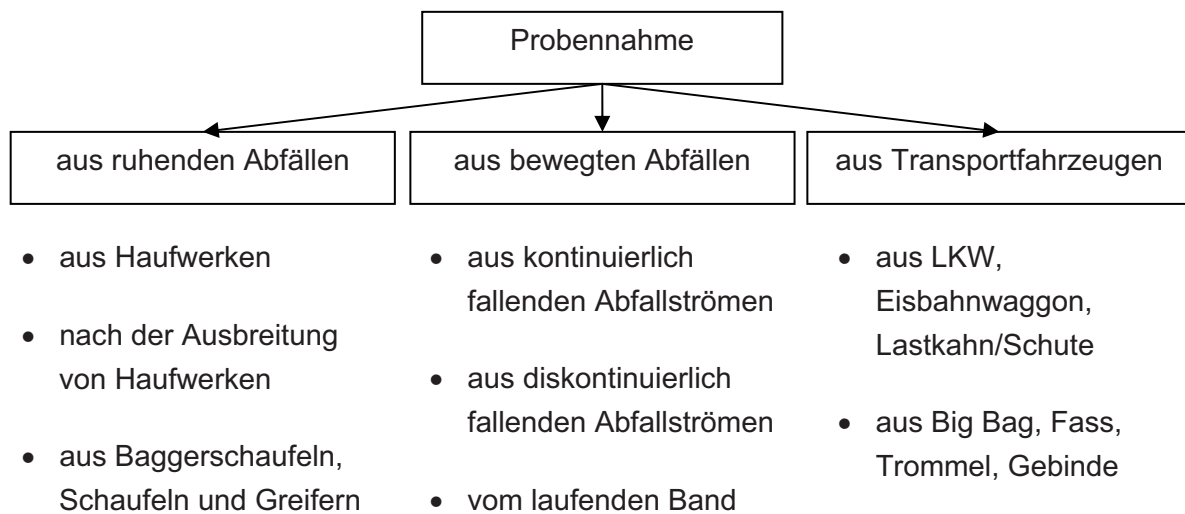 Probennahme
aus ruhenden Abfällen
aus bewegten Abfällen
aus Transportfahrzeugen
• aus Haufwerken
• nach der Ausbreitung
von Haufwerken
• aus Baggerschaufeln,
Schaufeln und Greifern
• aus kontinuierlich
fallenden Abfallströmen
• aus diskontinuierlich
fallenden Abfallströmen
• vom laufenden Band
• aus LKW,
Eisbahnwaggon,
Lastkahn/Schute
• aus Big Bag, Fass,
Trommel, Gebinde